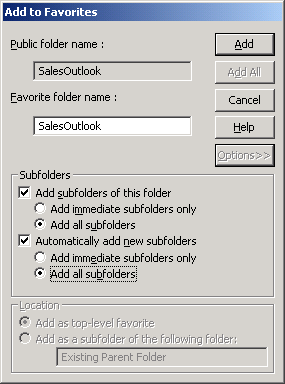 Add to Favorites
Public folder name :
Add
SalesOutlook
Add All
Favorite folder name :
Cancel
SalesOutlook
Help
Options>>
Subfolders
Add subfolders of this folder
Add immediate subfolders only
Add all subfolders
Automatically add new subfolders
Add immediate subfolders only
Add all subfolders
Location
Add as top-level favorite
Add as a subfolder of the following folder:
Existing Parent Folder